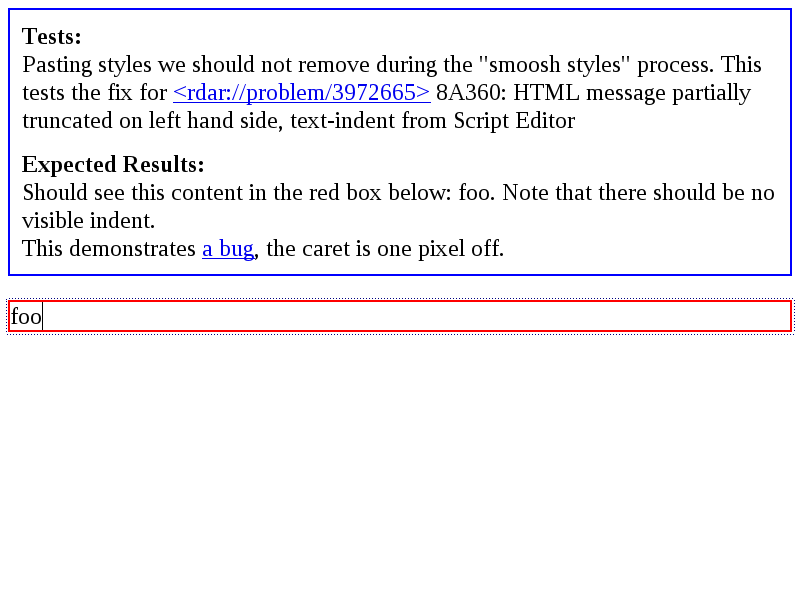 Tests:
Pasting styles we should not remove during the "smoosh styles" process. This
tests the fix for <rdar://problem/3972665> 8A360: HTML message partially
truncated on left hand side, text-indent from Script Editor
Expected Results:
Should see this content in the red box below: foo. Note that there should be no
visible indent.
This demonstrates a bug, the caret is one pixel off.
foo